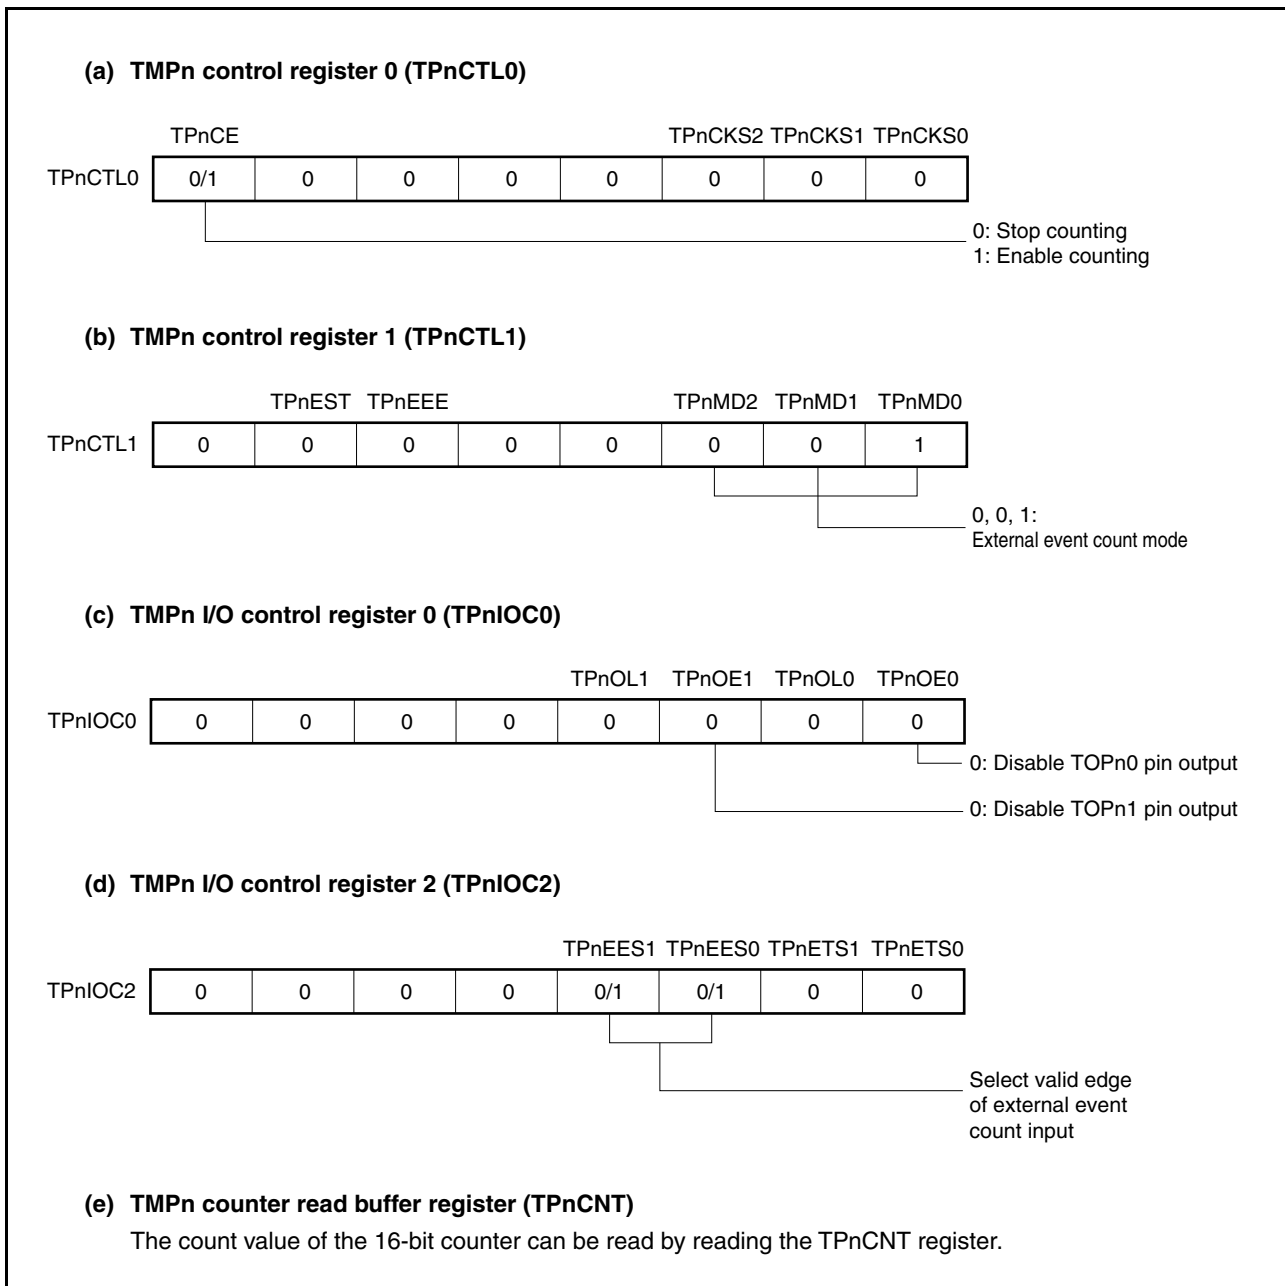 (a) TMPn control register 0 (TPnCTL0)
TPnCE TPnCKS2 TPnCKS1 TPnCKS0
TPnCTL0 0/1 0 0 0 0 0 0 0
0: Stop counting
1: Enable counting
(b) TMPn control register 1 (TPnCTL1)
TPnEST TPnEEE TPnMD2 TPnMD1 TPnMD0
TPnCTL1 0 0 0 0 0 0 0 1
0, 0, 1:
External event count mode
(c) TMPn I/O control register 0 (TPnIOC0)
TPnOL1 TPnOE1 TPnOL0 TPnOE0
TPnIOC0 0 0 0 0 0 0 0 0
0: Disable TOPn0 pin output
0: Disable TOPn1 pin output
(d) TMPn I/O control register 2 (TPnIOC2)
TPnEES1 TPnEES0 TPnETS1 TPnETS0
TPnIOC2 0 0 0 0 0/1 0/1 0 0
Select valid edge
of external event
count input
(e) TMPn counter read buffer register (TPnCNT)
The count value of the 16-bit counter can be read by reading the TPnCNT register.